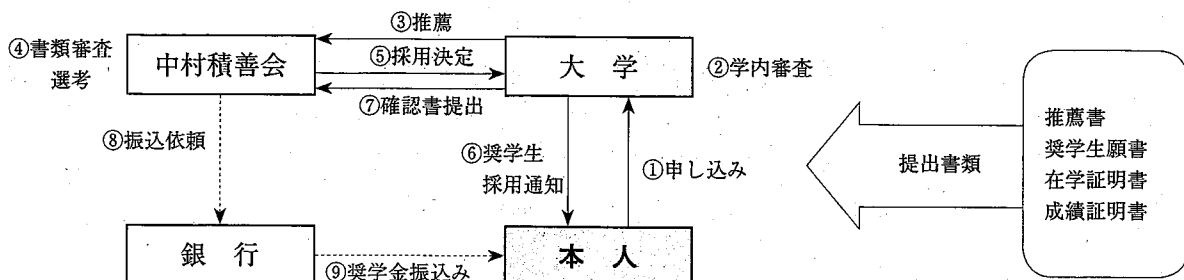 ③推薦
④書類審査
選考
中村積善会
⑤採用決定
大 学
②学内審査
⑦確認書提出
⑧振込依頼
⑥奨学生
採用通知
①申し込み
提出書類
推薦書
奨学生願書
在学証明書
成績証明書
銀 行
⑨奨学金振込み
本 人